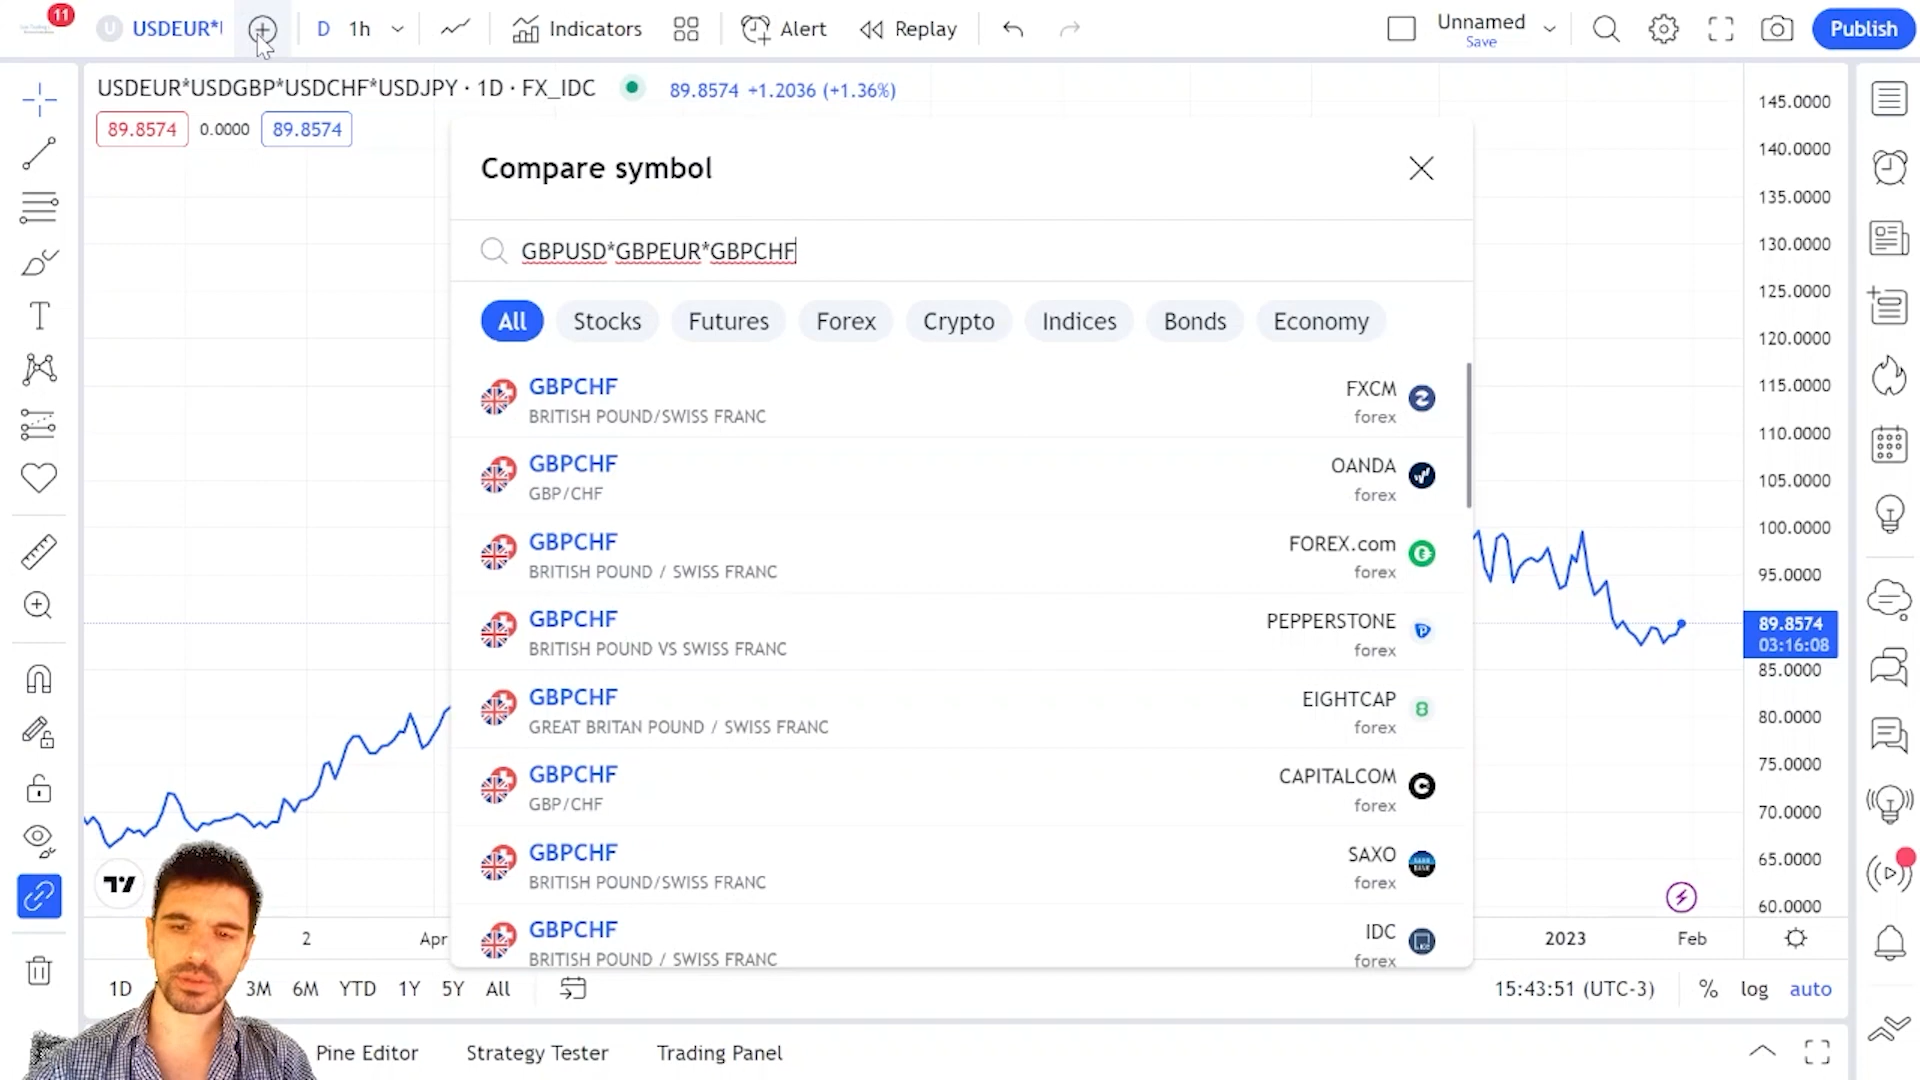 11
U USDEUR*
D 1h
Indicators
Alert
Replay
Unnamed
Save
Publish
USDEUR*USDGBP*USDCHF*USDJPY · 1D · FX_IDC
89.8574 +1.2036 (+1.36%)
89.8574 0.0000 89.8574
Compare symbol
GBPUSD*GBPEUR*GBPCHF
All Stocks Futures Forex Crypto Indices Bonds Economy
GBPCHF FXCM
BRITISH POUND/SWISS FRANC forex
GBPCHF OANDA
GBP/CHF forex
GBPCHF FOREX.com
BRITISH POUND / SWISS FRANC forex
GBPCHF PEPPERSTONE
BRITISH POUND VS SWISS FRANC forex
GBPCHF EIGHTCAP
GREAT BRITAN POUND / SWISS FRANC forex
GBPCHF CAPITALCOM
GBP/CHF forex
GBPCHF SAXO
BRITISH POUND/SWISS FRANC forex
GBPCHF IDC
BRITISH POUND / SWISS FRANC forex
145.0000
140.0000
135.0000
130.0000
125.0000
120.0000
115.0000
110.0000
105.0000
100.0000
95.0000
89.8574
03:16:08
85.0000
80.0000
75.0000
70.0000
65.0000
60.0000
2 Apr 2023 Feb
1D 3M 6M YTD 1Y 5Y All
15:43:51 (UTC-3) % log auto
Pine Editor Strategy Tester Trading Panel